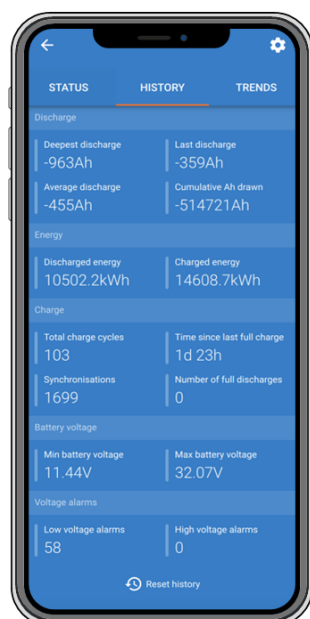 STATUS HISTORY TRENDS
Discharge
Deepest discharge Last discharge
-963Ah -359Ah
Average discharge Cumulative Ah drawn
-455Ah -514721Ah
Energy
Discharged energy Charged energy
10502.2kWh 14608.7kWh
Charge
Total charge cycles Time since last full charge
103 1d 23h
Synchronisations Number of full discharges
1699 0
Battery voltage
Min battery voltage Max battery voltage
11.44V 32.07V
Voltage alarms
Low voltage alarms High voltage alarms
58 0
Reset history